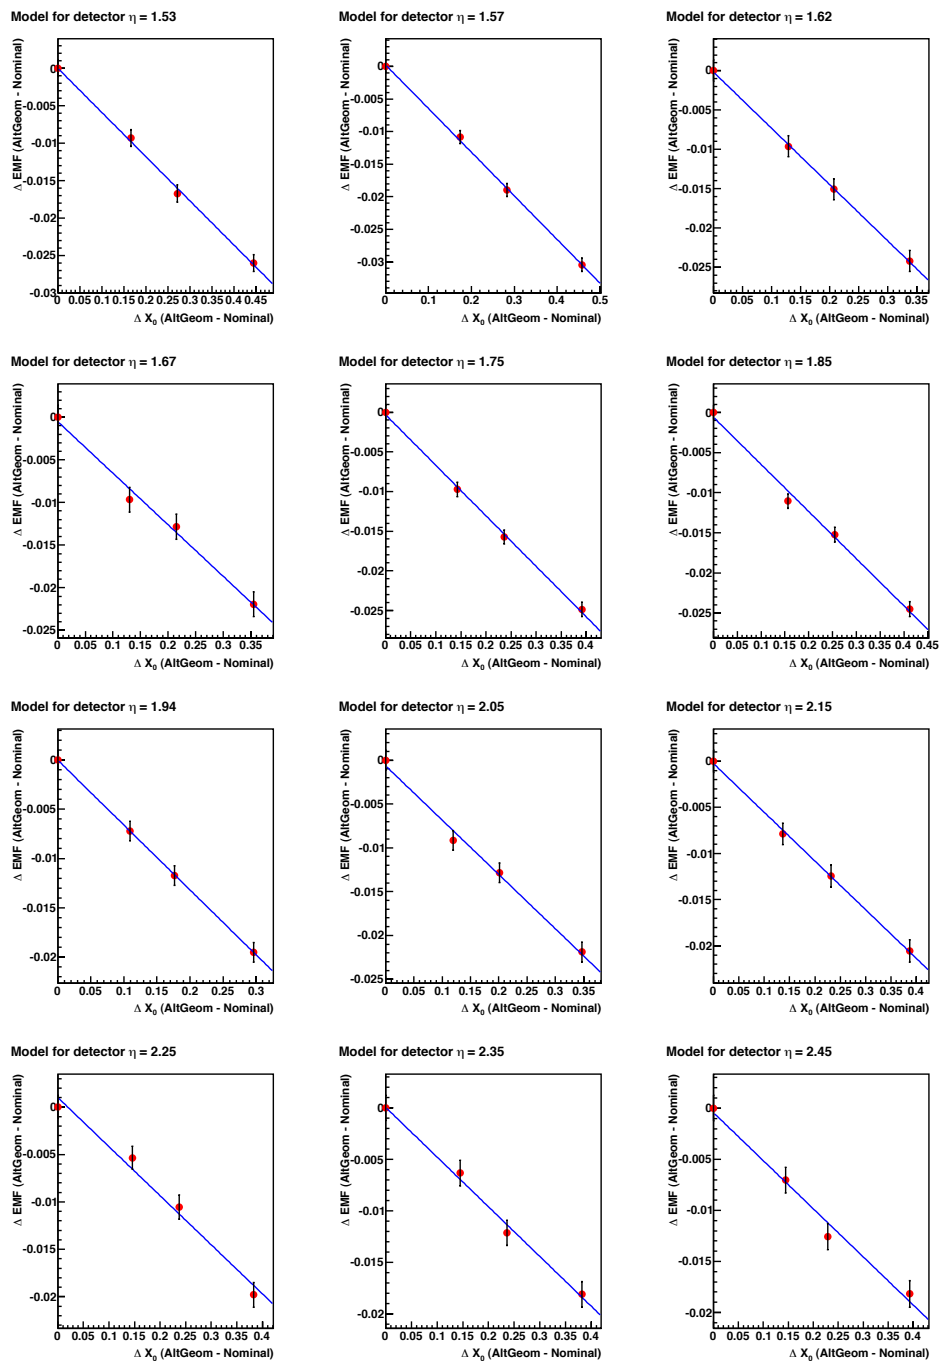 Model for detector η = 1.53
Δ EMF (AltGeom - Nominal)
0
-0.005
-0.01
-0.015
-0.02
-0.025
-0.03
0 0.05 0.1 0.15 0.2 0.25 0.3 0.35 0.4 0.45
Δ X₀ (AltGeom - Nominal)
Model for detector η = 1.57
Δ EMF (AltGeom - Nominal)
0
-0.005
-0.01
-0.015
-0.02
-0.025
-0.03
0 0.1 0.2 0.3 0.4 0.5
Δ X₀ (AltGeom - Nominal)
Model for detector η = 1.62
Δ EMF (AltGeom - Nominal)
0
-0.005
-0.01
-0.015
-0.02
-0.025
0 0.05 0.1 0.15 0.2 0.25 0.3 0.35
Δ X₀ (AltGeom - Nominal)
Model for detector η = 1.67
Δ EMF (AltGeom - Nominal)
0
-0.005
-0.01
-0.015
-0.02
-0.025
0 0.05 0.1 0.15 0.2 0.25 0.3 0.35
Δ X₀ (AltGeom - Nominal)
Model for detector η = 1.75
Δ EMF (AltGeom - Nominal)
0
-0.005
-0.01
-0.015
-0.02
-0.025
0 0.05 0.1 0.15 0.2 0.25 0.3 0.35 0.4
Δ X₀ (AltGeom - Nominal)
Model for detector η = 1.85
Δ EMF (AltGeom - Nominal)
0
-0.005
-0.01
-0.015
-0.02
-0.025
0 0.05 0.1 0.15 0.2 0.25 0.3 0.35 0.4 0.45
Δ X₀ (AltGeom - Nominal)
Model for detector η = 1.94
Δ EMF (AltGeom - Nominal)
0
-0.005
-0.01
-0.015
-0.02
0 0.05 0.1 0.15 0.2 0.25 0.3
Δ X₀ (AltGeom - Nominal)
Model for detector η = 2.05
Δ EMF (AltGeom - Nominal)
0
-0.005
-0.01
-0.015
-0.02
-0.025
0 0.05 0.1 0.15 0.2 0.25 0.3 0.35
Δ X₀ (AltGeom - Nominal)
Model for detector η = 2.15
Δ EMF (AltGeom - Nominal)
0
-0.005
-0.01
-0.015
-0.02
0 0.05 0.1 0.15 0.2 0.25 0.3 0.35 0.4
Δ X₀ (AltGeom - Nominal)
Model for detector η = 2.25
Δ EMF (AltGeom - Nominal)
0
-0.005
-0.01
-0.015
-0.02
0 0.05 0.1 0.15 0.2 0.25 0.3 0.35 0.4
Δ X₀ (AltGeom - Nominal)
Model for detector η = 2.35
Δ EMF (AltGeom - Nominal)
0
-0.005
-0.01
-0.015
-0.02
0 0.05 0.1 0.15 0.2 0.25 0.3 0.35 0.4
Δ X₀ (AltGeom - Nominal)
Model for detector η = 2.45
Δ EMF (AltGeom - Nominal)
0
-0.005
-0.01
-0.015
-0.02
0 0.05 0.1 0.15 0.2 0.25 0.3 0.35 0.4
Δ X₀ (AltGeom - Nominal)